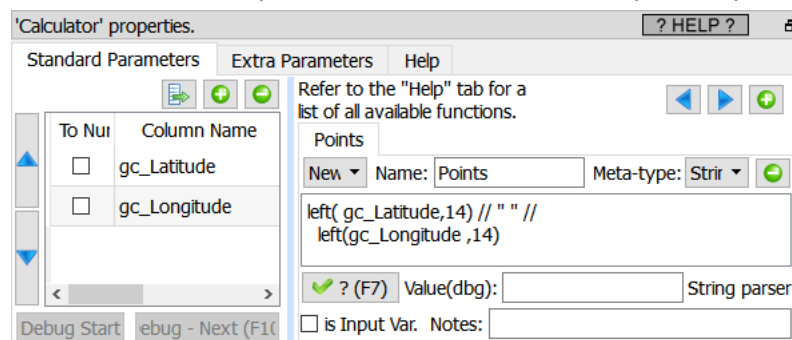 'Calculator' properties.
? HELP ?
Standard Parameters Extra Parameters Help
Refer to the "Help" tab for a
list of all available functions.
To Nur Column Name
gc_Latitude
gc_Longitude
Points
New Name: Points Meta-type: Strir
left( gc_Latitude,14) // " " //
left(gc_Longitude ,14)
? (F7) Value(dbg): String parser
Debug Start ebug - Next (F10
is Input Var. Notes: